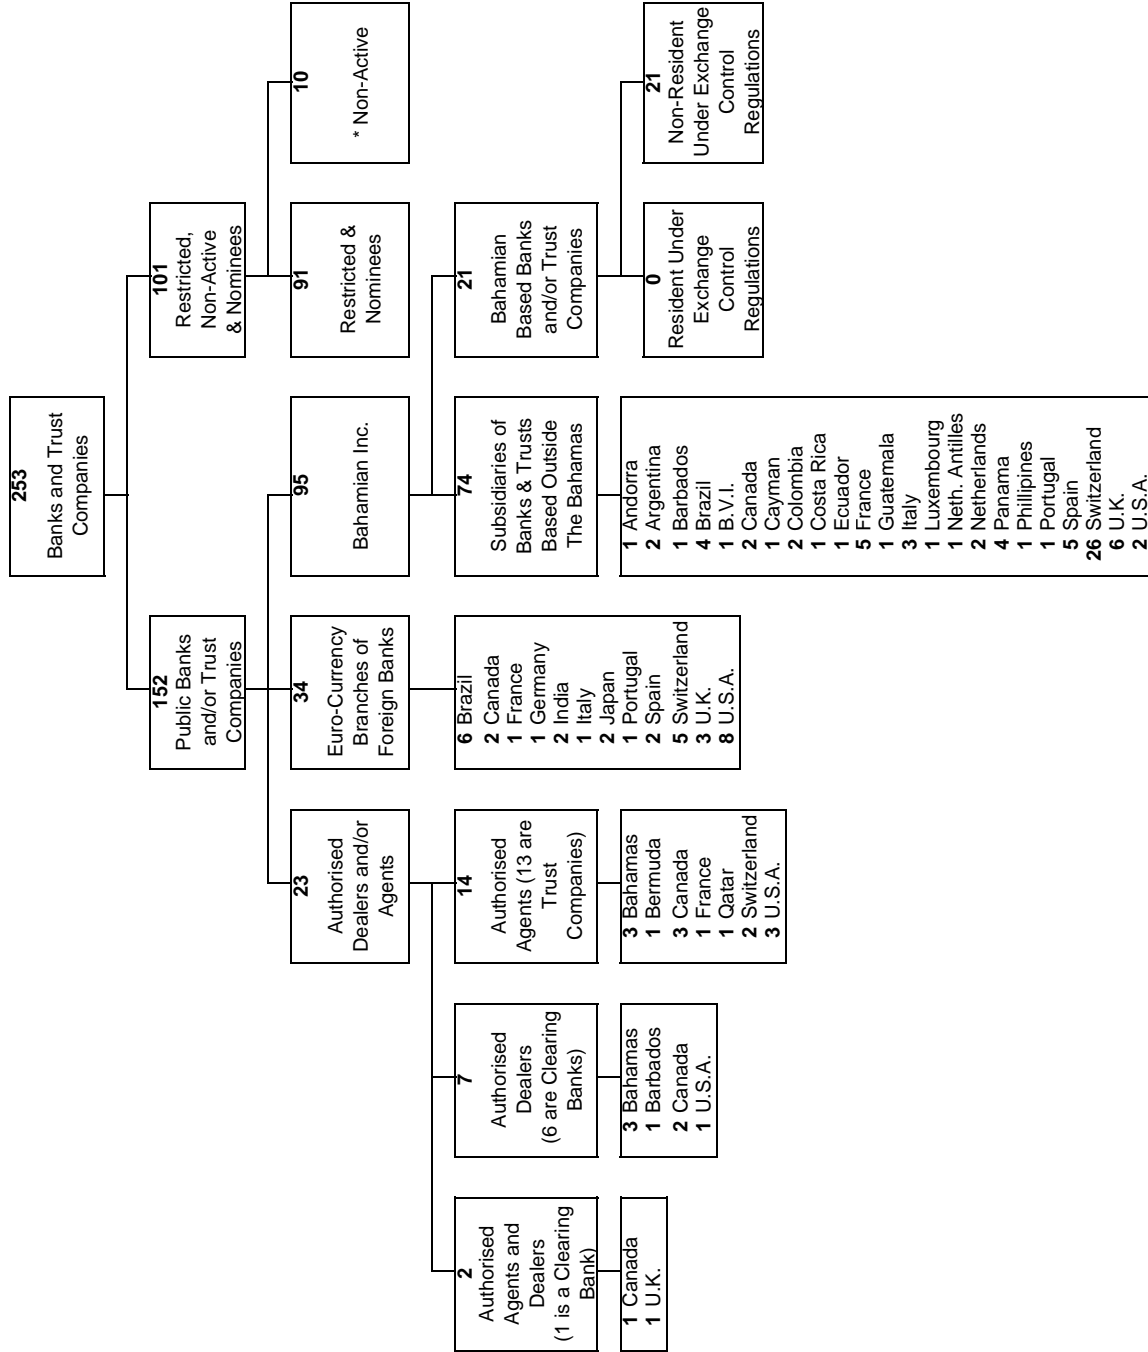 253
Banks and Trust
Companies
152
Public Banks
and/or Trust
Companies
101
Restricted,
Non-Active
& Nominees
23
Authorised
Dealers and/or
Agents
34
Euro-Currency
Branches of
Foreign Banks
95
Bahamian Inc.
91
Restricted &
Nominees
10
* Non-Active
2
Authorised
Agents and
Dealers
(1 is a Clearing
Bank)
7
Authorised
Dealers
(6 are Clearing
Banks)
14
Authorised
Agents (13 are
Trust
Companies)
6 Brazil
2 Canada
1 France
1 Germany
2 India
1 Italy
2 Japan
1 Portugal
2 Spain
5 Switzerland
3 U.K.
8 U.S.A.
74
Subsidiaries of
Banks & Trusts
Based Outside
The Bahamas
21
Bahamian
Based Banks
and/or Trust
Companies
1 Canada
1 U.K.
3 Bahamas
1 Barbados
2 Canada
1 U.S.A.
3 Bahamas
1 Bermuda
3 Canada
1 France
1 Qatar
2 Switzerland
3 U.S.A.
1 Andorra
2 Argentina
1 Barbados
4 Brazil
1 B.V.I.
2 Canada
1 Cayman
2 Colombia
1 Costa Rica
1 Ecuador
5 France
1 Guatemala
3 Italy
1 Luxembourg
1 Neth. Antilles
2 Netherlands
4 Panama
1 Phillipines
1 Portugal
5 Spain
26 Switzerland
6 U.K.
2 U.S.A.
0
Resident Under
Exchange
Control
Regulations
21
Non-Resident
Under Exchange
Control
Regulations